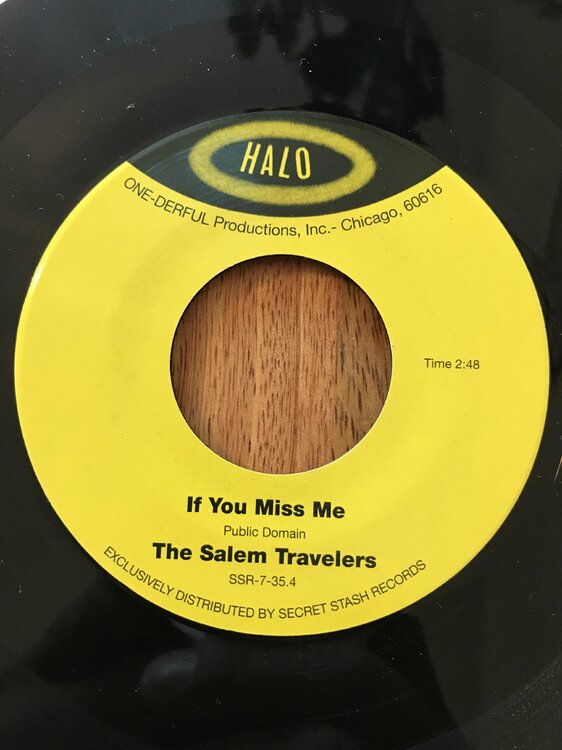 HALO
ONE-DERFUL Productions, Inc.- Chicago, 60616
Time 2:48
If You Miss Me
Public Domain
The Salem Travelers
SSR-7-35.4
EXCLUSIVELY DISTRIBUTED BY SECRET STASH RECORDS